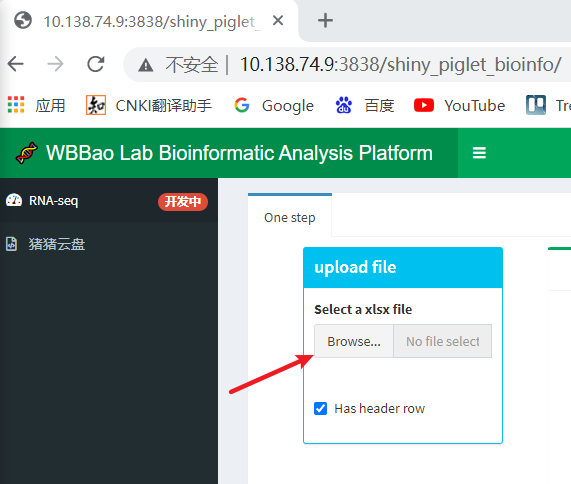 10.138.74.9:3838/shiny_piglet_
不安全 | 10.138.74.9:3838/shiny_piglet_bioinfo/
应用 知 CNKI翻译助手 Google 百度 YouTube Tre
WBBao Lab Bioinformatic Analysis Platform
RNA-seq 开发中
猪猪云盘
One step
upload file
Select a xlsx file
Browse... No file select
Has header row